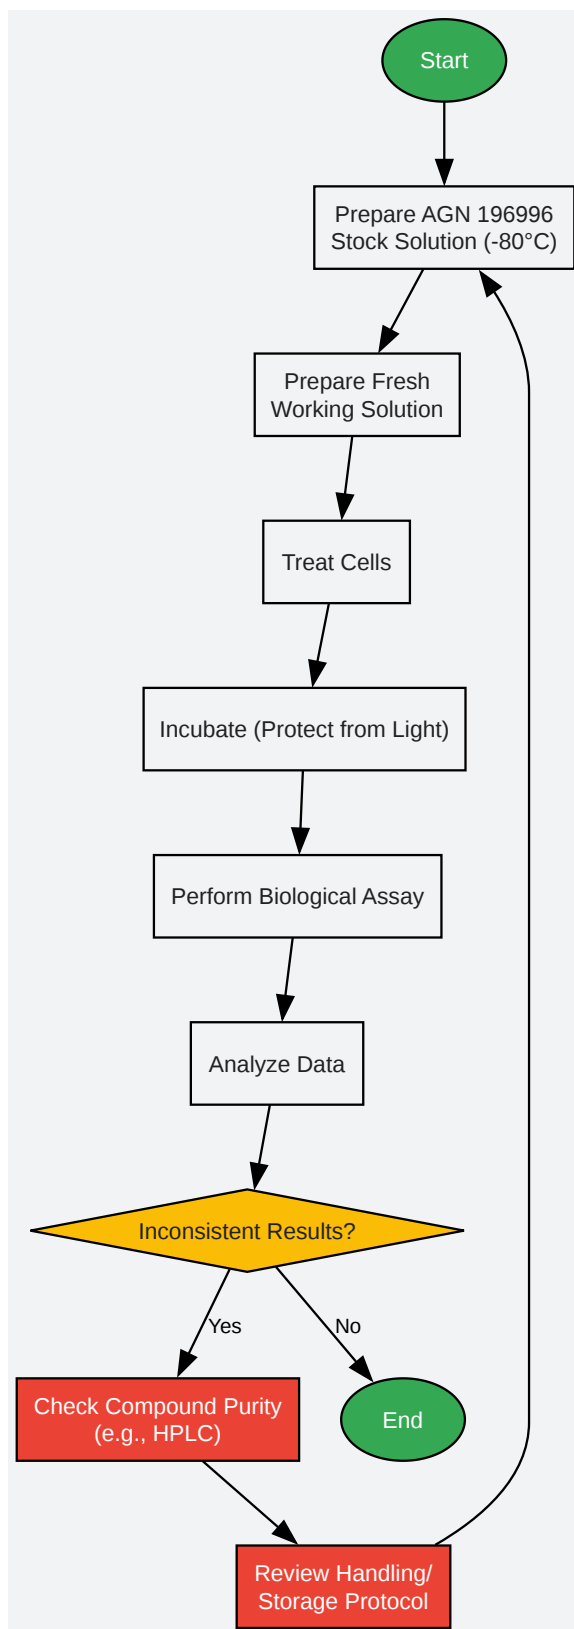 Start
Prepare AGN 196996
Stock Solution (-80°C)
Prepare Fresh
Working Solution
Treat Cells
Incubate (Protect from Light)
Perform Biological Assay
Analyze Data
Inconsistent Results?
Yes
No
Check Compound Purity
(e.g., HPLC)
End
Review Handling/
Storage Protocol